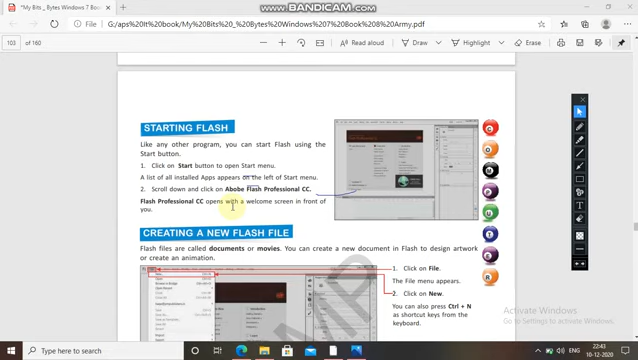 WWW.BANDICAM.COM
*My Bits _ Bytes Windows 7 Book
File
G:/aps%20It%20book/My%20Bits%20_%20Bytes%20Windows%207%20Book%208%20Army.pdf
103 of 160
Read aloud
Draw
Highlight
Erase
STARTING FLASH
Like any other program, you can start Flash using the
Start button.
1. Click on Start button to open Start menu.
A list of all installed Apps appears on the left of Start menu.
2. Scroll down and click on Abobe Flash Professional CC.
Flash Professional CC opens with a welcome screen in front of
you.
CREATING A NEW FLASH FILE
Flash files are called documents or movies. You can create a new document in Flash to design artwork
or create an animation.
1. Click on File.
The File menu appears.
2. Click on New.
You can also press Ctrl + N
as shortcut keys from the
keyboard.
COMPUTER
Activate Windows
Go to Settings to activate Windows.
Type here to search
ENG
22:43
10-12-2020